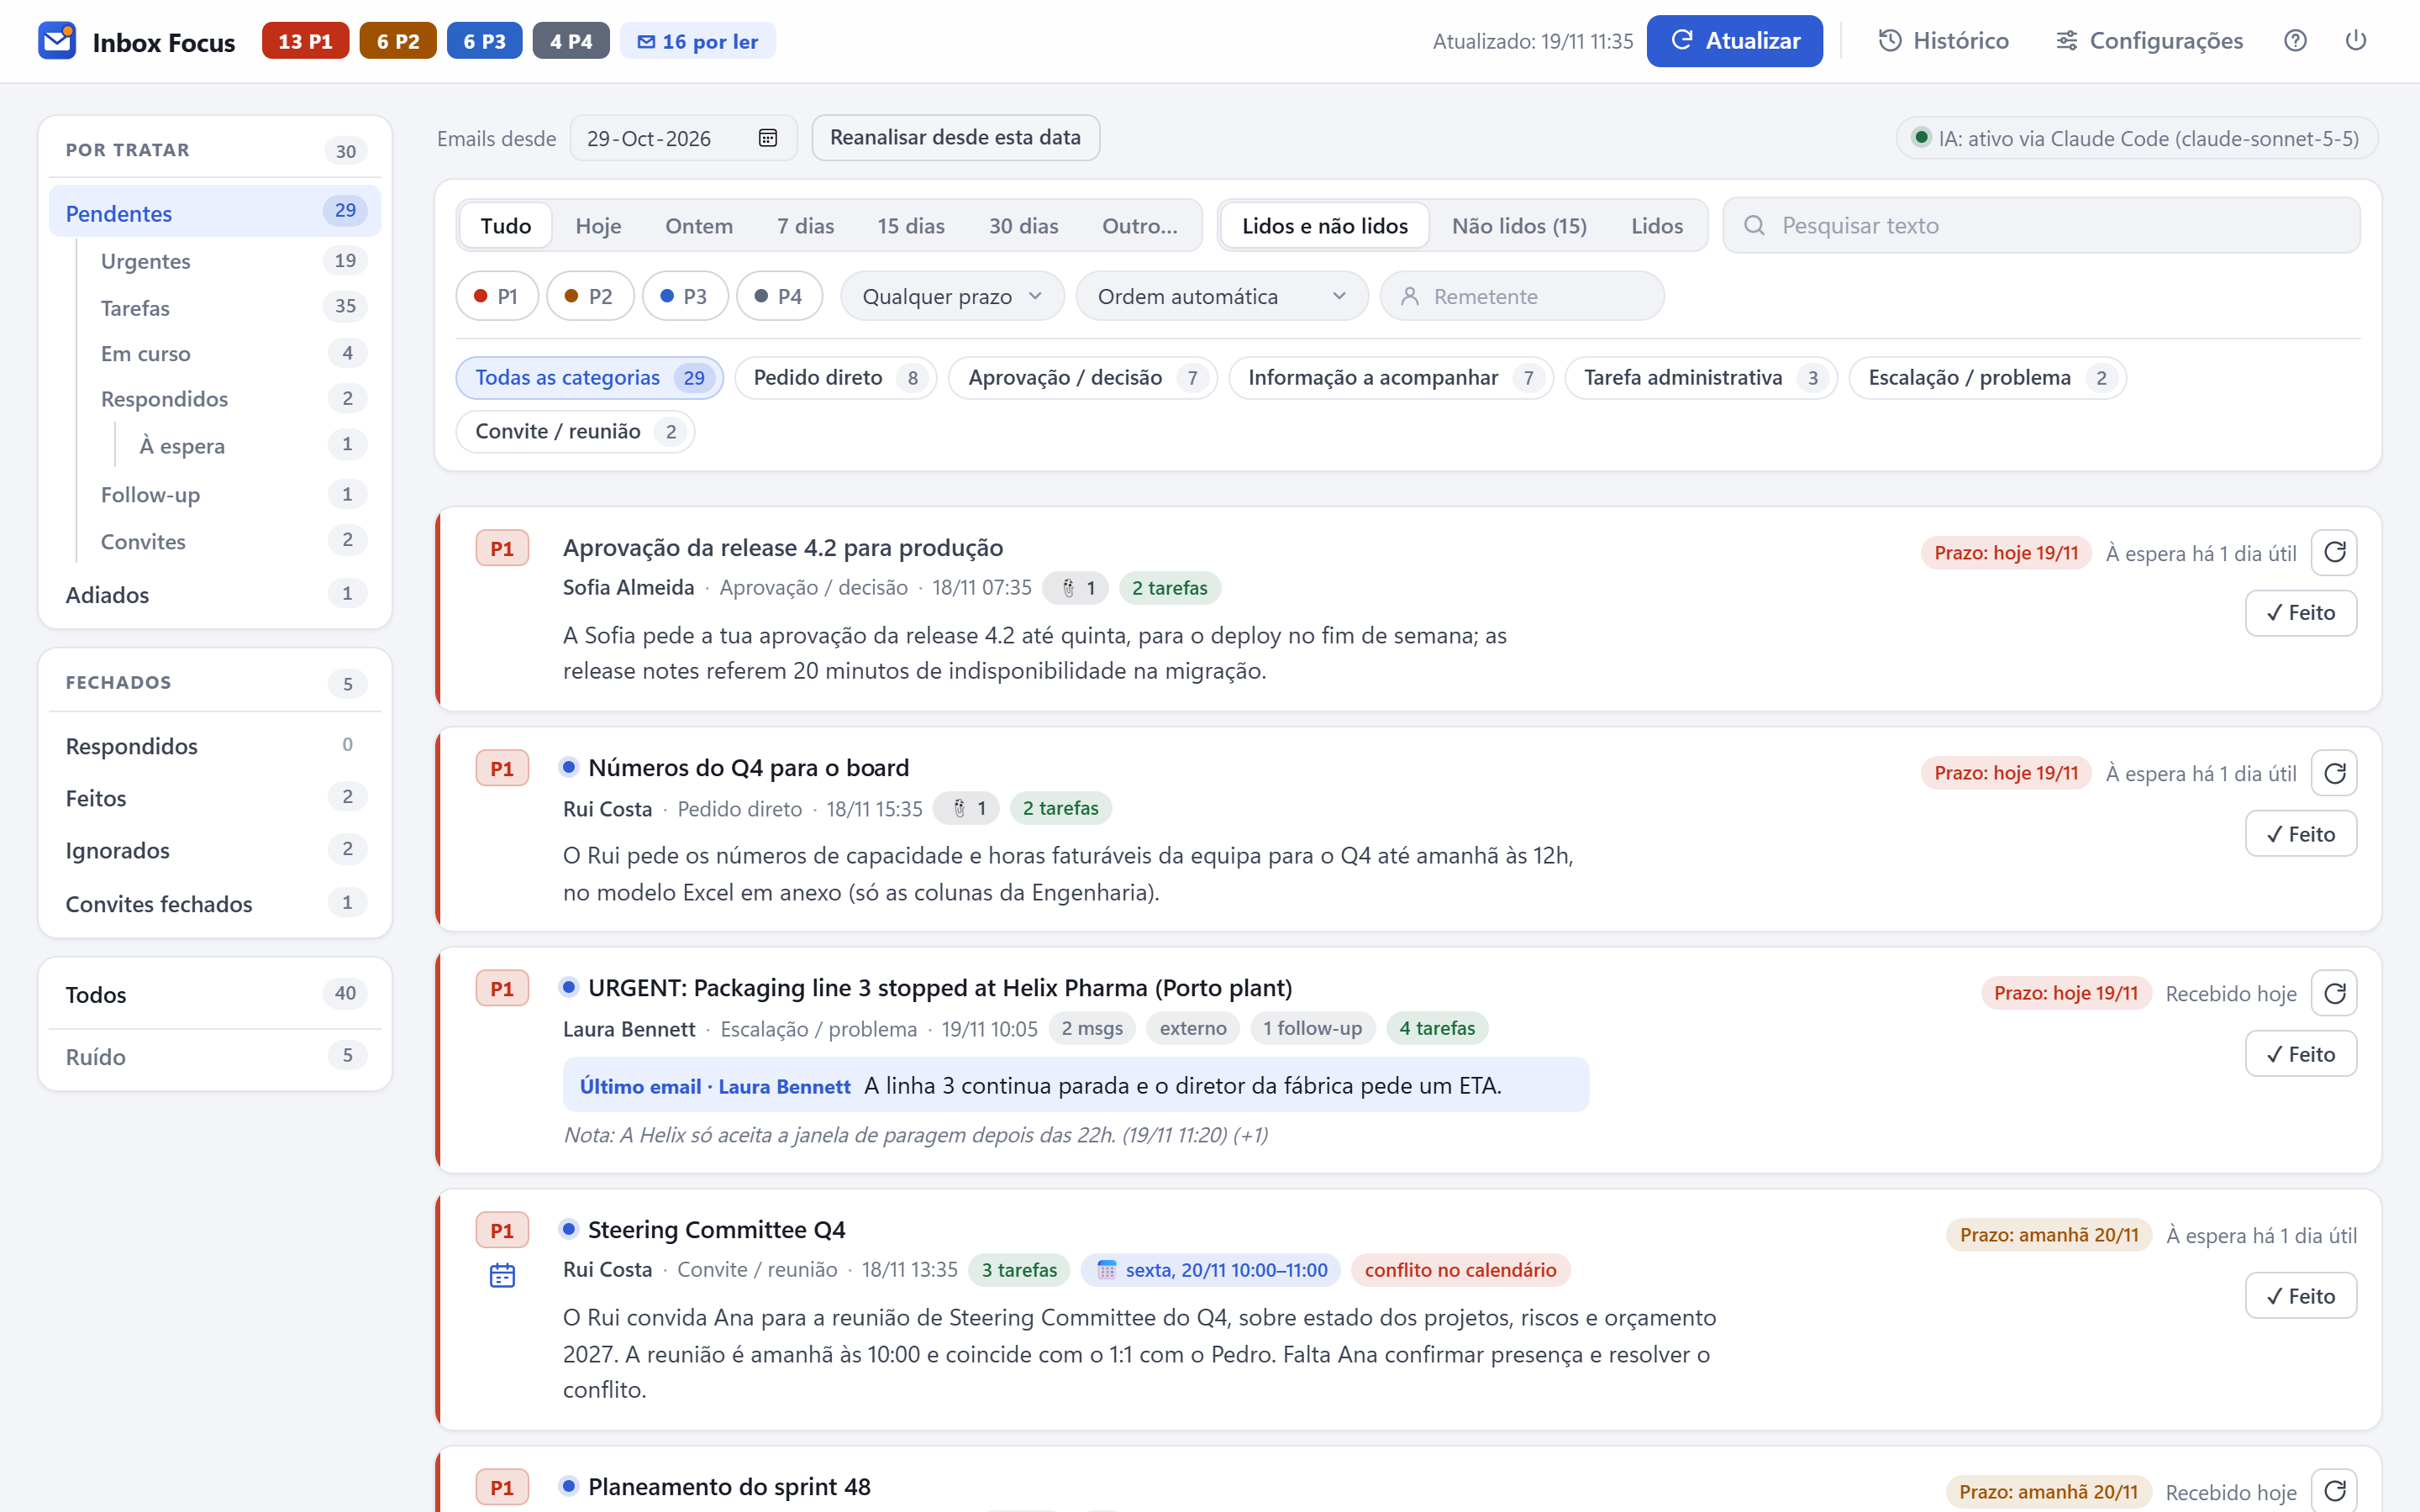 Inbox Focus 13 P1 6 P2 6 P3 4 P4 16 por ler Atualizado: 19/11 11:35 Atualizar Histórico Configurações
POR TRATAR 30
Pendentes 29
Urgentes 19
Tarefas 35
Em curso 4
Respondidos 2
À espera 1
Follow-up 1
Convites 2
Adiados 1
FECHADOS 5
Respondidos 0
Feitos 2
Ignorados 2
Convites fechados 1
Todos 40
Ruído 5
Emails desde 29-Oct-2026 Reanalisar desde esta data IA: ativo via Claude Code (claude-sonnet-5-5)
Tudo Hoje Ontem 7 dias 15 dias 30 dias Outro... Lidos e não lidos Não lidos (15) Lidos Pesquisar texto
P1 P2 P3 P4 Qualquer prazo Ordem automática Remetente
Todas as categorias 29 Pedido direto 8 Aprovação / decisão 7 Informação a acompanhar 7 Tarefa administrativa 3 Escalação / problema 2
Convite / reunião 2
P1 Aprovação da release 4.2 para produção Prazo: hoje 19/11 À espera há 1 dia útil
Sofia Almeida · Aprovação / decisão · 18/11 07:35 1 2 tarefas
✓ Feito
A Sofia pede a tua aprovação da release 4.2 até quinta, para o deploy no fim de semana; as
release notes referem 20 minutos de indisponibilidade na migração.
P1 Números do Q4 para o board Prazo: hoje 19/11 À espera há 1 dia útil
Rui Costa · Pedido direto · 18/11 15:35 1 2 tarefas
✓ Feito
O Rui pede os números de capacidade e horas faturáveis da equipa para o Q4 até amanhã às 12h,
no modelo Excel em anexo (só as colunas da Engenharia).
P1 URGENT: Packaging line 3 stopped at Helix Pharma (Porto plant) Prazo: hoje 19/11 Recebido hoje
Laura Bennett · Escalação / problema · 19/11 10:05 2 msgs externo 1 follow-up 4 tarefas
✓ Feito
Último email · Laura Bennett A linha 3 continua parada e o diretor da fábrica pede um ETA.
Nota: A Helix só aceita a janela de paragem depois das 22h. (19/11 11:20) (+1)
P1 Steering Committee Q4 Prazo: amanhã 20/11 À espera há 1 dia útil
Rui Costa · Convite / reunião · 18/11 13:35 3 tarefas sexta, 20/11 10:00–11:00 conflito no calendário
✓ Feito
O Rui convida Ana para a reunião de Steering Committee do Q4, sobre estado dos projetos, riscos e orçamento
2027. A reunião é amanhã às 10:00 e coincide com o 1:1 com o Pedro. Falta Ana confirmar presença e resolver o
conflito.
P1 Planeamento do sprint 48 Prazo: amanhã 20/11 Recebido hoje